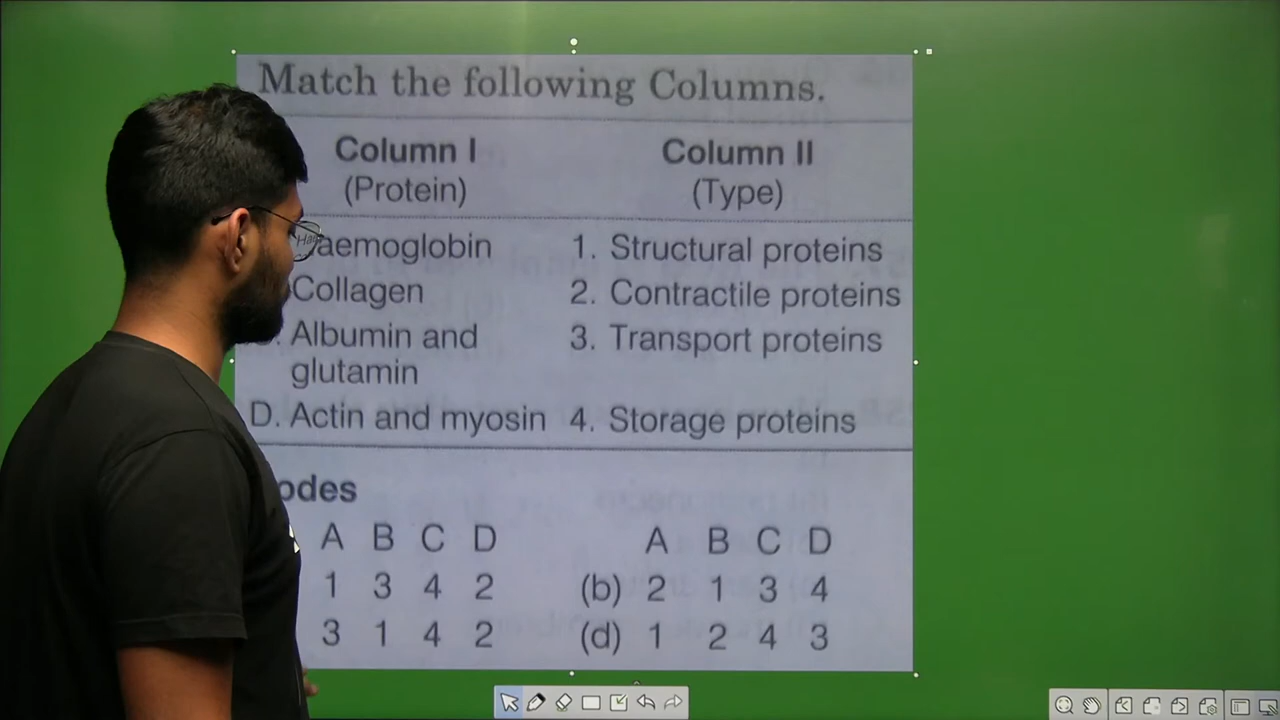 Match the following Columns.
Column I Column II
(Protein) (Type)
aemoglobin 1. Structural proteins
Collagen 2. Contractile proteins
Albumin and 3. Transport proteins
glutamin
D. Actin and myosin 4. Storage proteins
odes
A B C D A B C D
1 3 4 2 (b) 2 1 3 4
3 1 4 2 (d) 1 2 4 3